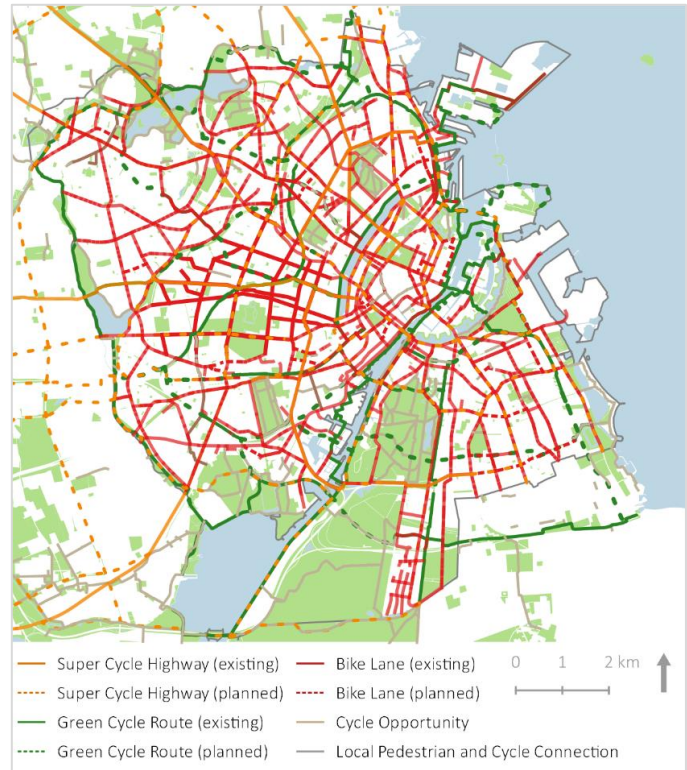 Super Cycle Highway (existing)
Super Cycle Highway (planned)
Green Cycle Route (existing)
Green Cycle Route (planned)
Bike Lane (existing)
Bike Lane (planned)
Cycle Opportunity
Local Pedestrian and Cycle Connection
0 1 2 km